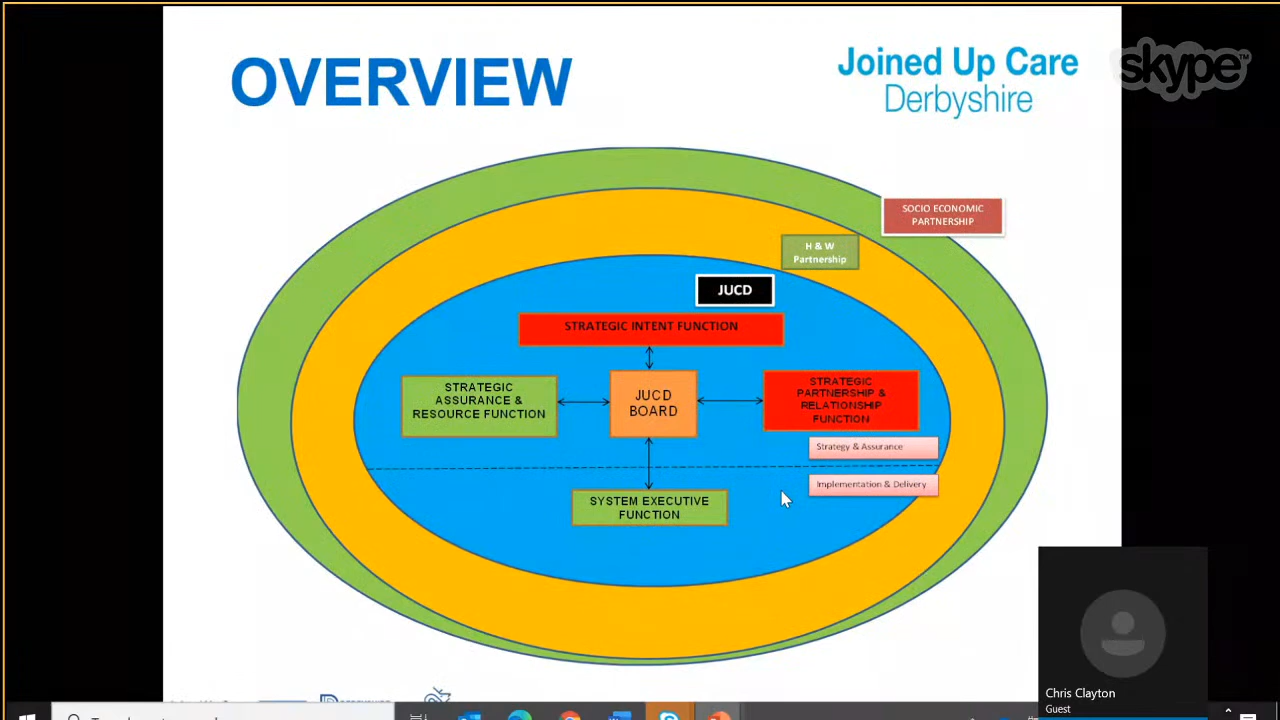 OVERVIEW
Joined Up Care
Derbyshire
skype™
SOCIO ECONOMIC
PARTNERSHIP
H & W
Partnership
JUCD
STRATEGIC INTENT FUNCTION
STRATEGIC
ASSURANCE &
RESOURCE FUNCTION
JUCD
BOARD
STRATEGIC
PARTNERSHIP &
RELATIONSHIP
FUNCTION
Strategy & Assurance
Implementation & Delivery
SYSTEM EXECUTIVE
FUNCTION
Chris Clayton
Guest